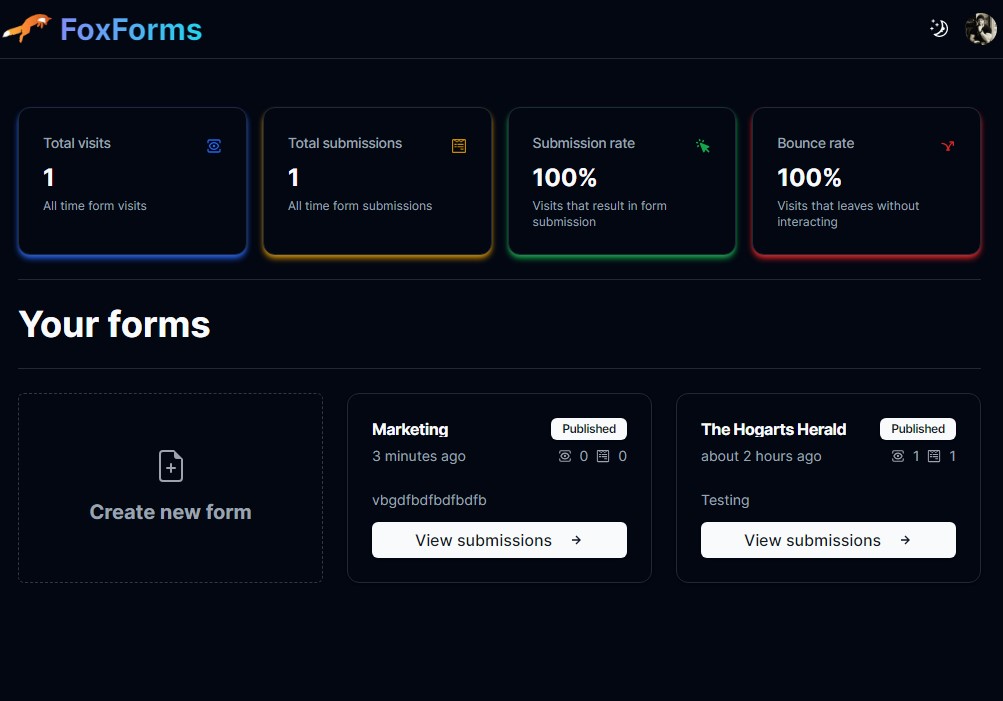 FoxForms
Total visits
1
All time form visits
Total submissions
1
All time form submissions
Submission rate
100%
Visits that result in form
submission
Bounce rate
100%
Visits that leaves without
interacting
Your forms
Create new form
Marketing
Published
3 minutes ago
0 0
vbgdfbdfbdfbdfb
View submissions
The Hogarts Herald
Published
about 2 hours ago
1 1
Testing
View submissions